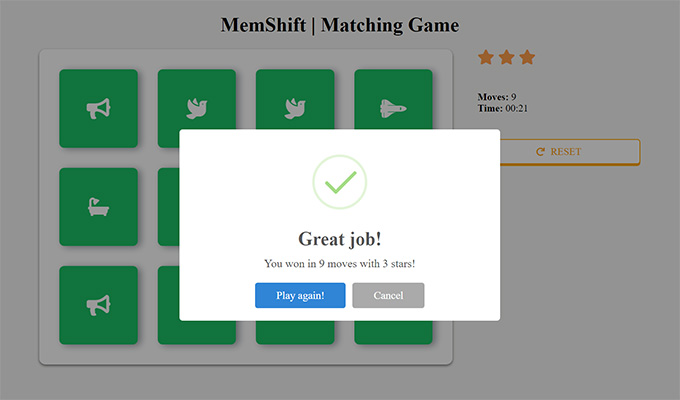 MemShift | Matching Game
Moves: 9
Time: 00:21
RESET
Great job!
You won in 9 moves with 3 stars!
Play again!
Cancel